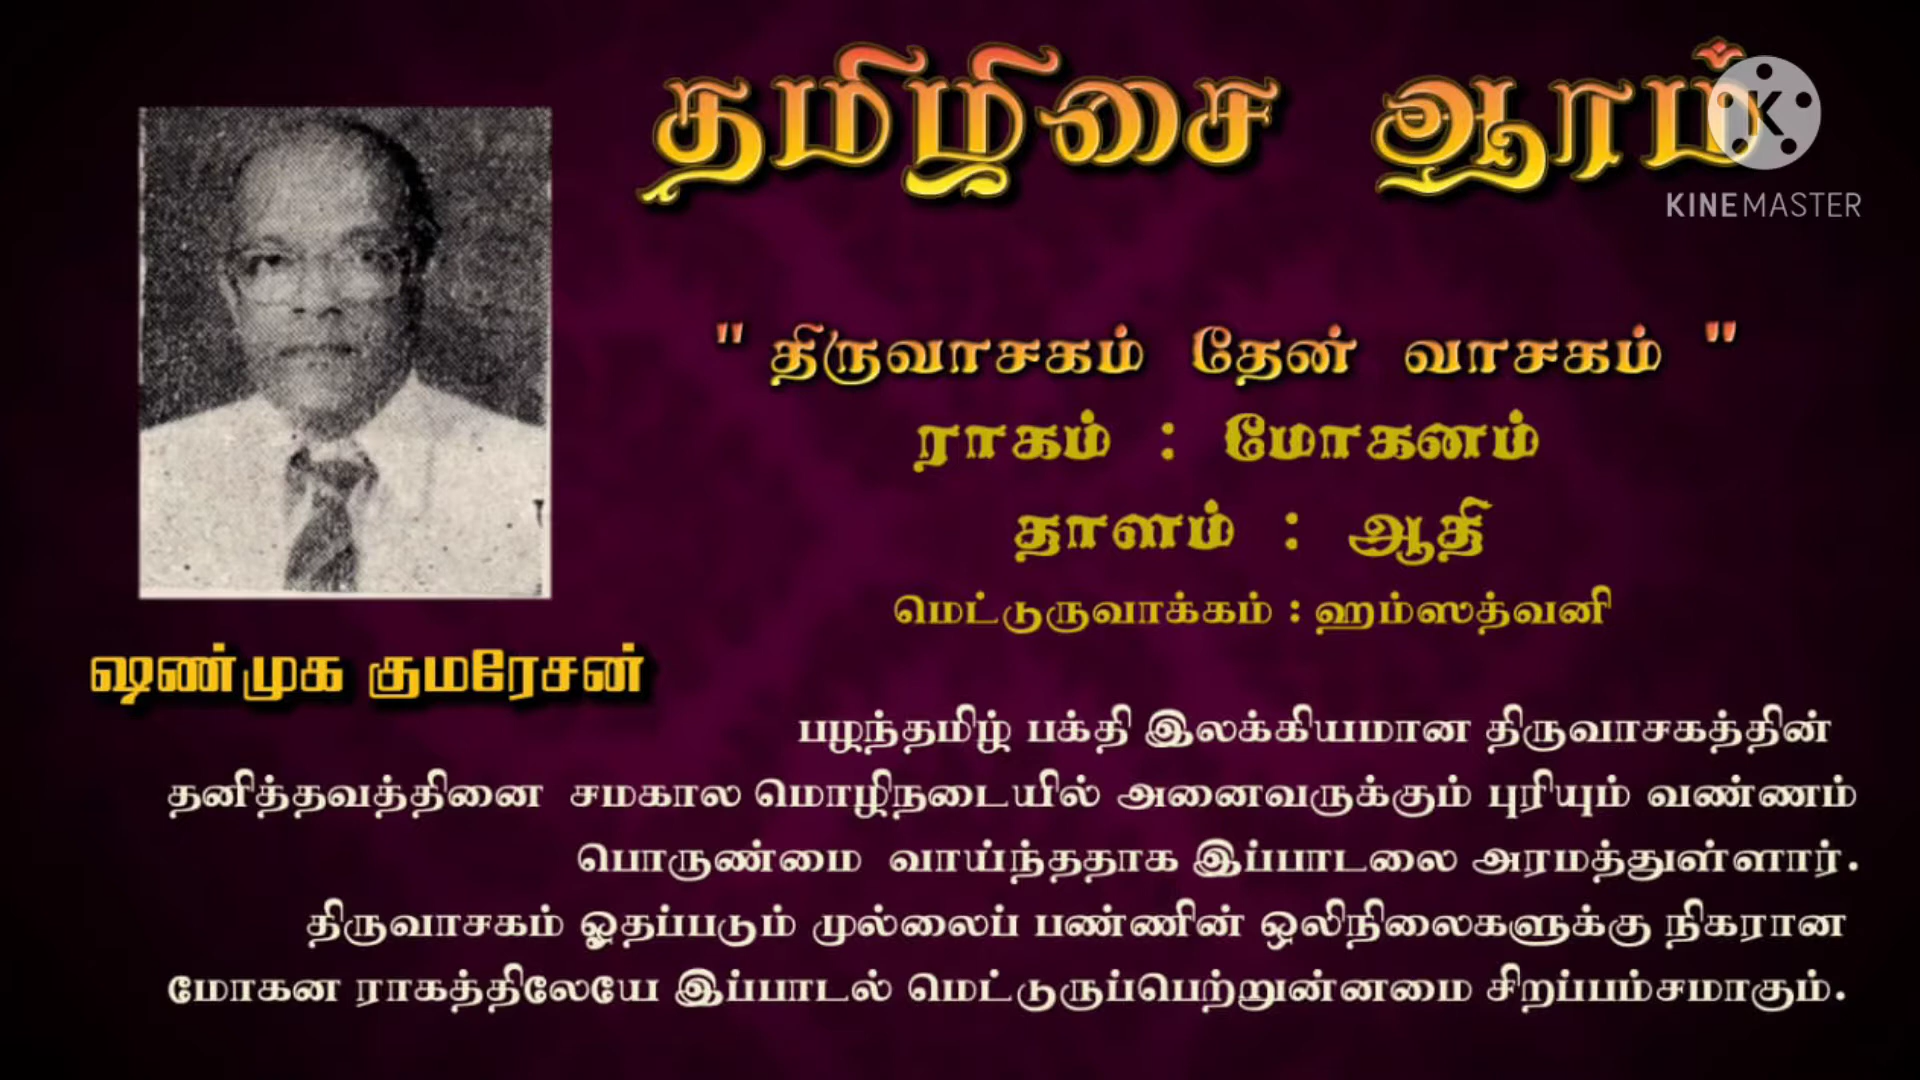 தமிழிசை ஆரம்
KINEMASTER
" திருவாசகம் தேன் வாசகம் "
ராகம் : மோகனம்
தாளம் : ஆதி
மெட்டுருவாக்கம் : ஹம்ஸத்வனி
ஷண்முக குமரேசன்
பழந்தமிழ் பக்தி இலக்கியமான திருவாசகத்தின்
தனித்தவத்தினை சமகால மொழிநடையில் அனைவருக்கும் புரியும் வண்ணம்
பொருண்மை வாய்ந்ததாக இப்பாடலை அரமத்துள்ளார்.
திருவாசகம் ஓதப்படும் முல்லைப் பண்ணின் ஒலிநிலைகளுக்கு நிகரான
மோகன ராகத்திலேயே இப்பாடல் மெட்டுருப்பெற்றுன்னமை சிறப்பம்சமாகும்.